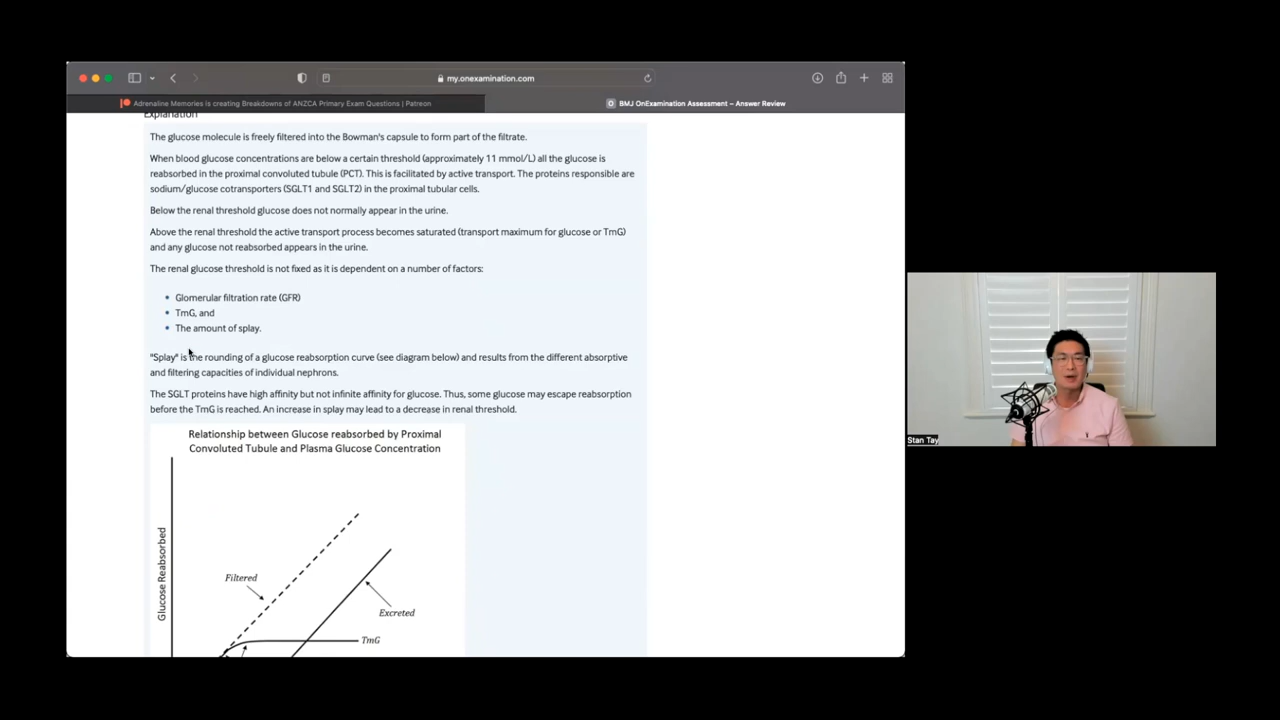 my.onexamination.com
Adrenaline Memories is creating Breakdowns of ANZCA Primary Exam Questions | Patreon
BMJ OnExamination Assessment – Answer Review
Explanation
The glucose molecule is freely filtered into the Bowman's capsule to form part of the filtrate.
When blood glucose concentrations are below a certain threshold (approximately 11 mmol/L) all the glucose is
reabsorbed in the proximal convoluted tubule (PCT). This is facilitated by active transport. The proteins responsible are
sodium/glucose cotransporters (SGLT1 and SGLT2) in the proximal tubular cells.
Below the renal threshold glucose does not normally appear in the urine.
Above the renal threshold the active transport process becomes saturated (transport maximum for glucose or TmG)
and any glucose not reabsorbed appears in the urine.
The renal glucose threshold is not fixed as it is dependent on a number of factors:
• Glomerular filtration rate (GFR)
• TmG, and
• The amount of splay.
"Splay" is the rounding of a glucose reabsorption curve (see diagram below) and results from the different absorptive
and filtering capacities of individual nephrons.
The SGLT proteins have high affinity but not infinite affinity for glucose. Thus, some glucose may escape reabsorption
before the TmG is reached. An increase in splay may lead to a decrease in renal threshold.
Relationship between Glucose reabsorbed by Proximal
Convoluted Tubule and Plasma Glucose Concentration
Glucose Reabsorbed
Filtered
Excreted
TmG
Stan Tay